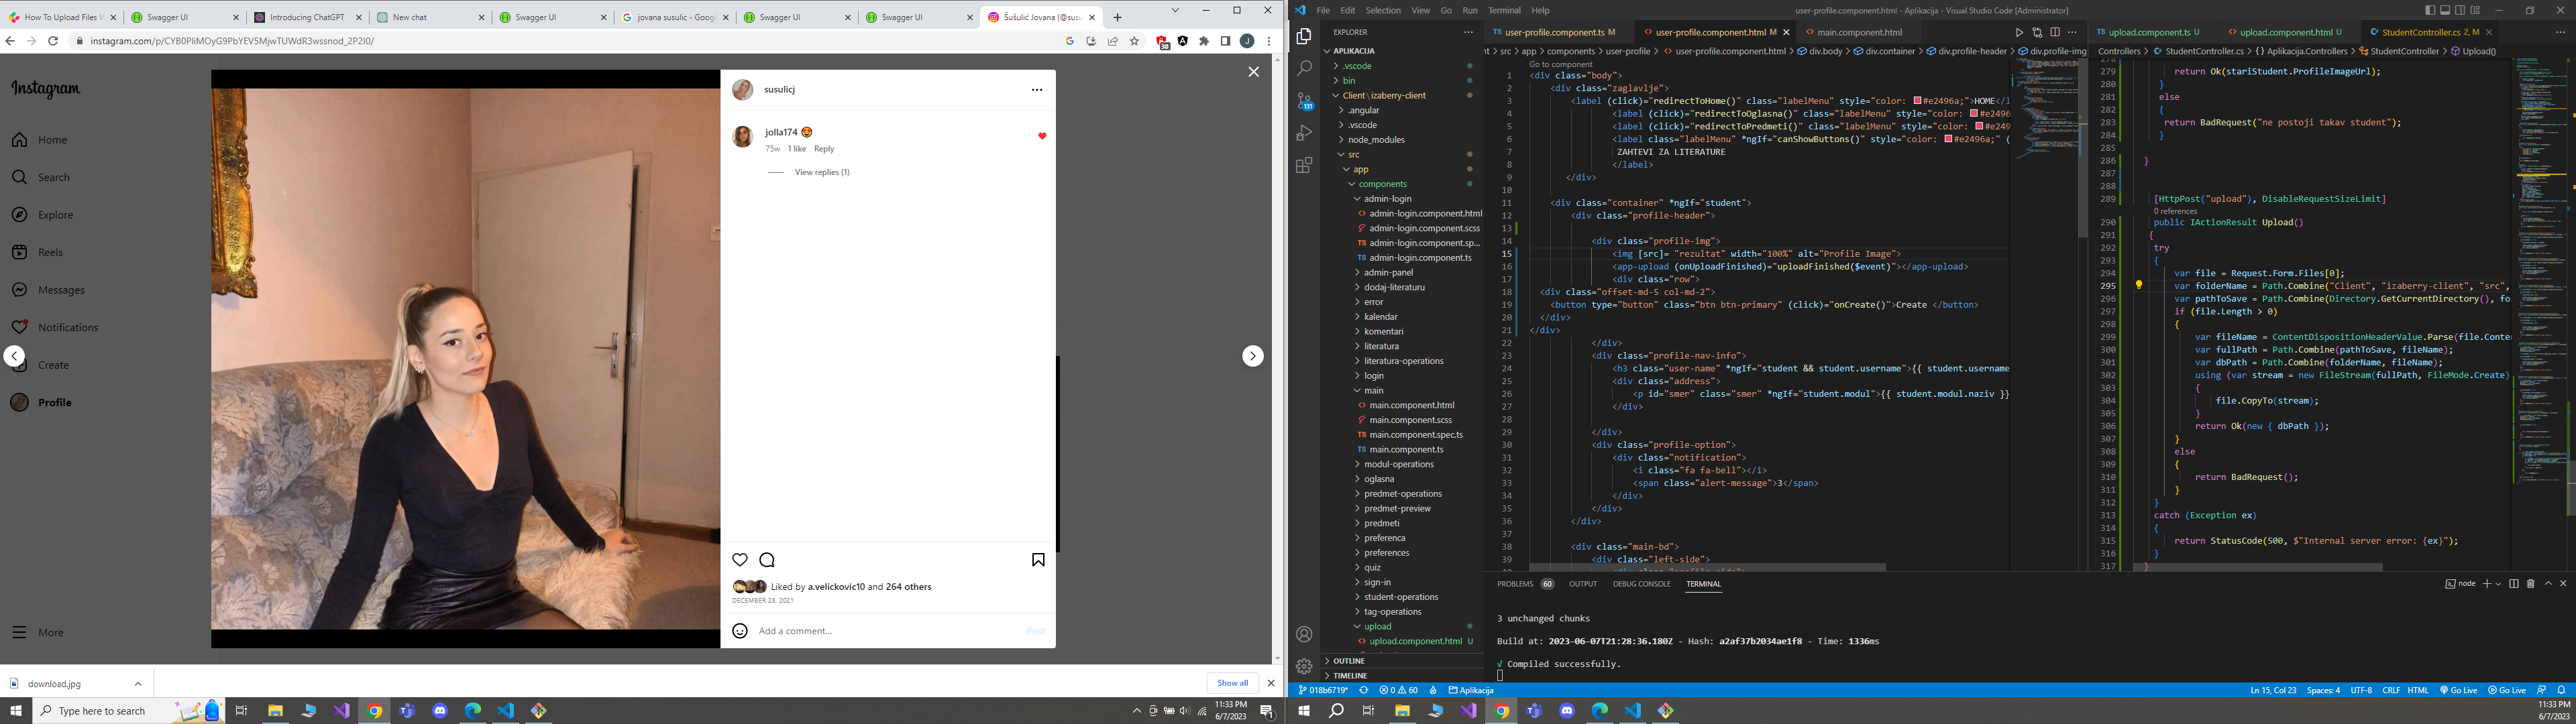 How To Upload Files V
Swagger UI
Introducing ChatGPT
New chat
Swagger UI
jovana susulic - Googl
Swagger UI
Swagger UI
Šušulić Jovana (@susu
instagram.com/p/CYB0PIiMOyG9PbYEV5MjwTUWdR3wssnod_2P2I0/
30
J
Instagram
Home
Search
Explore
Reels
Messages
Notifications
Create
Profile
More
susulicj
jolla174 🤩
75w 1 like Reply
View replies (1)
Liked by a.velickovic10 and 264 others
DECEMBER 28, 2021
Add a comment...
Post
download.jpg
Show all
Type here to search
11:33 PM
6/7/2023
1
File Edit Selection View Go Run Terminal Help
user-profile.component.html - Aplikacija - Visual Studio Code [Administrator]
EXPLORER
APLIKACIJA
.vscode
bin
Client \ izaberry-client
.angular
.vscode
node_modules
src
app
components
admin-login
admin-login.component.html
admin-login.component.scss
admin-login.component.sp...
admin-login.component.ts
admin-panel
dodaj-literaturu
error
kalendar
komentari
literatura
literatura-operations
login
main
main.component.html
main.component.scss
main.component.spec.ts
main.component.ts
modul-operations
oglasna
predmet-operations
predmet-preview
predmeti
preferenca
preferences
quiz
sign-in
student-operations
tag-operations
upload
upload.component.html U
OUTLINE
TIMELINE
131
user-profile.component.ts M
user-profile.component.html M
main.component.html
nt > src > app > components > user-profile > user-profile.component.html > div.body > div.container > div.profile-header > div.profile-img
Go to component
1 <div class="body">
2 <div class="zaglavlje">
3 <label (click)="redirectToHome()" class="labelMenu" style="color: #e2496a;">HOME</l
4 <label (click)="redirectToOglasna()" class="labelMenu" style="color: #e2496
5 <label (click)="redirectToPredmeti()" class="labelMenu" style="color: #e249
6 <label class="labelMenu" *ngIf="canShowButtons()" style="color: #e2496a;" (
7 ZAHTEVI ZA LITERATURE
8 </label>
9 </div>
10
11 <div class="container" *ngIf="student">
12 <div class="profile-header">
13
14 <div class="profile-img">
15 <img [src]= "rezultat" width="100%" alt="Profile Image">
16 <app-upload (onUploadFinished)="uploadFinished($event)"></app-upload>
17 <div class="row">
18 <div class="offset-md-5 col-md-2">
19 <button type="button" class="btn btn-primary" (click)="onCreate()">Create </button>
20 </div>
21 </div>
22 </div>
23 <div class="profile-nav-info">
24 <h3 class="user-name" *ngIf="student && student.username">{{ student.username
25 <div class="address">
26 <p id="smer" class="smer" *ngIf="student.modul">{{ student.modul.naziv }}
27 </div>
28
29 </div>
30 <div class="profile-option">
31 <div class="notification">
32 <i class="fa fa-bell"></i>
33 <span class="alert-message">3</span>
34 </div>
35 </div>
36 </div>
37
38 <div class="main-bd">
39 <div class="left-side">
upload.component.ts U
upload.component.html U
StudentController.cs 2, M
Controllers > StudentController.cs > {} Aplikacija.Controllers > StudentController > Upload()
278
279 return Ok(stariStudent.ProfileImageUrl);
280 }
281 else
282 {
283 return BadRequest("ne postoji takav student");
284 }
285
286 }
287
288
289 [HttpPost("upload"), DisableRequestSizeLimit]
0 references
290 public IActionResult Upload()
291 {
292 try
293 {
294 var file = Request.Form.Files[0];
295 var folderName = Path.Combine("Client", "izaberry-client", "src",
296 var pathToSave = Path.Combine(Directory.GetCurrentDirectory(), fo
297 if (file.Length > 0)
298 {
299 var fileName = ContentDispositionHeaderValue.Parse(file.Conte
300 var fullPath = Path.Combine(pathToSave, fileName);
301 var dbPath = Path.Combine(folderName, fileName);
302 using (var stream = new FileStream(fullPath, FileMode.Create)
303 {
304 file.CopyTo(stream);
305 }
306 return Ok(new { dbPath });
307 }
308 else
309 {
310 return BadRequest();
311 }
312 }
313 catch (Exception ex)
314 {
315 return StatusCode(500, $"Internal server error: {ex}");
316 }
317 }
PROBLEMS 60 OUTPUT DEBUG CONSOLE TERMINAL
node
3 unchanged chunks
Build at: 2023-06-07T21:28:36.180Z - Hash: a2af37b2034ae1f8 - Time: 1336ms
√ Compiled successfully.
018b6719* 0 60 Aplikacija
Ln 15, Col 23 Spaces: 4 UTF-8 CRLF HTML Go Live Go Live
11:33 PM
6/7/2023